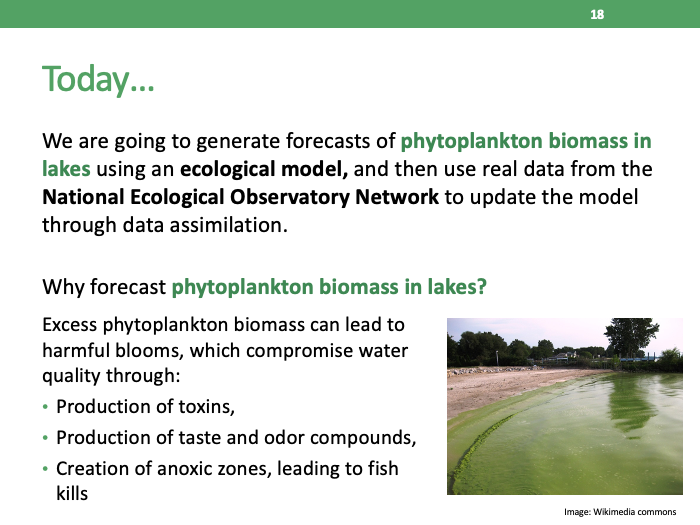 18
Today…
We are going to generate forecasts of phytoplankton biomass in
lakes using an ecological model, and then use real data from the
National Ecological Observatory Network to update the model
through data assimilation.
Why forecast phytoplankton biomass in lakes?
Excess phytoplankton biomass can lead to
harmful blooms, which compromise water
quality through:
• Production of toxins,
• Production of taste and odor compounds,
• Creation of anoxic zones, leading to fish
kills
Image: Wikimedia commons